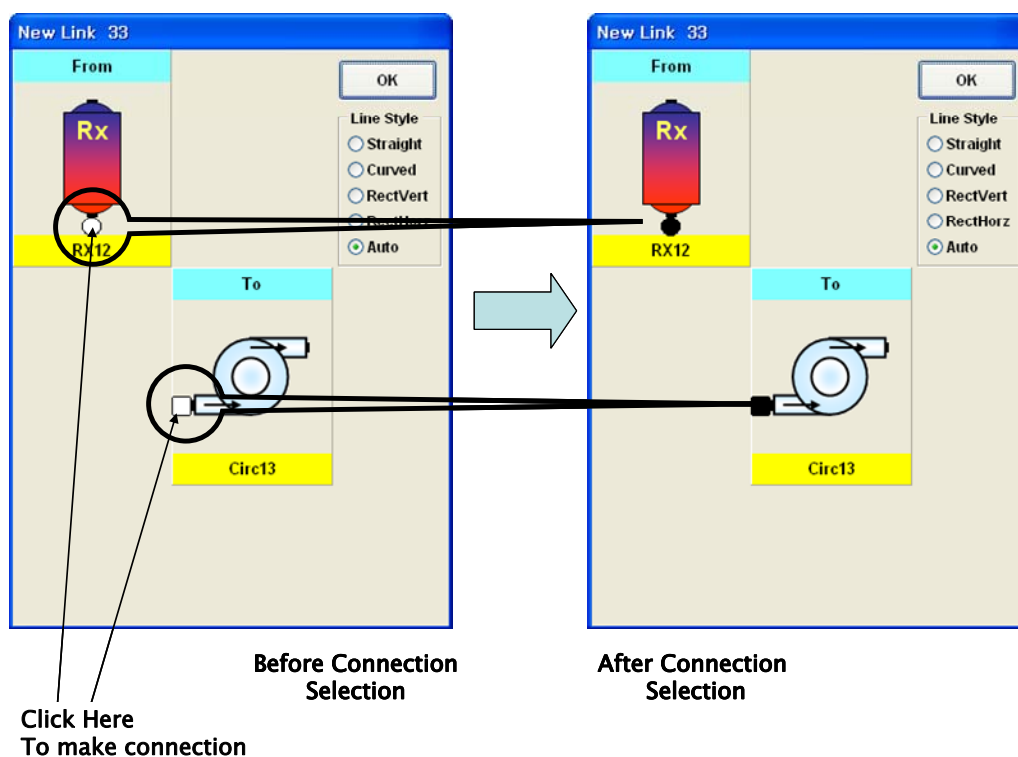 New Link 33
From
OK
Rx
Line Style
Straight
Curved
RectVert
RectHorz
Auto
RX12
To
Circ13
New Link 33
From
OK
Rx
Line Style
Straight
Curved
RectVert
RectHorz
Auto
RX12
To
Circ13
Before Connection
Selection
After Connection
Selection
Click Here
To make connection